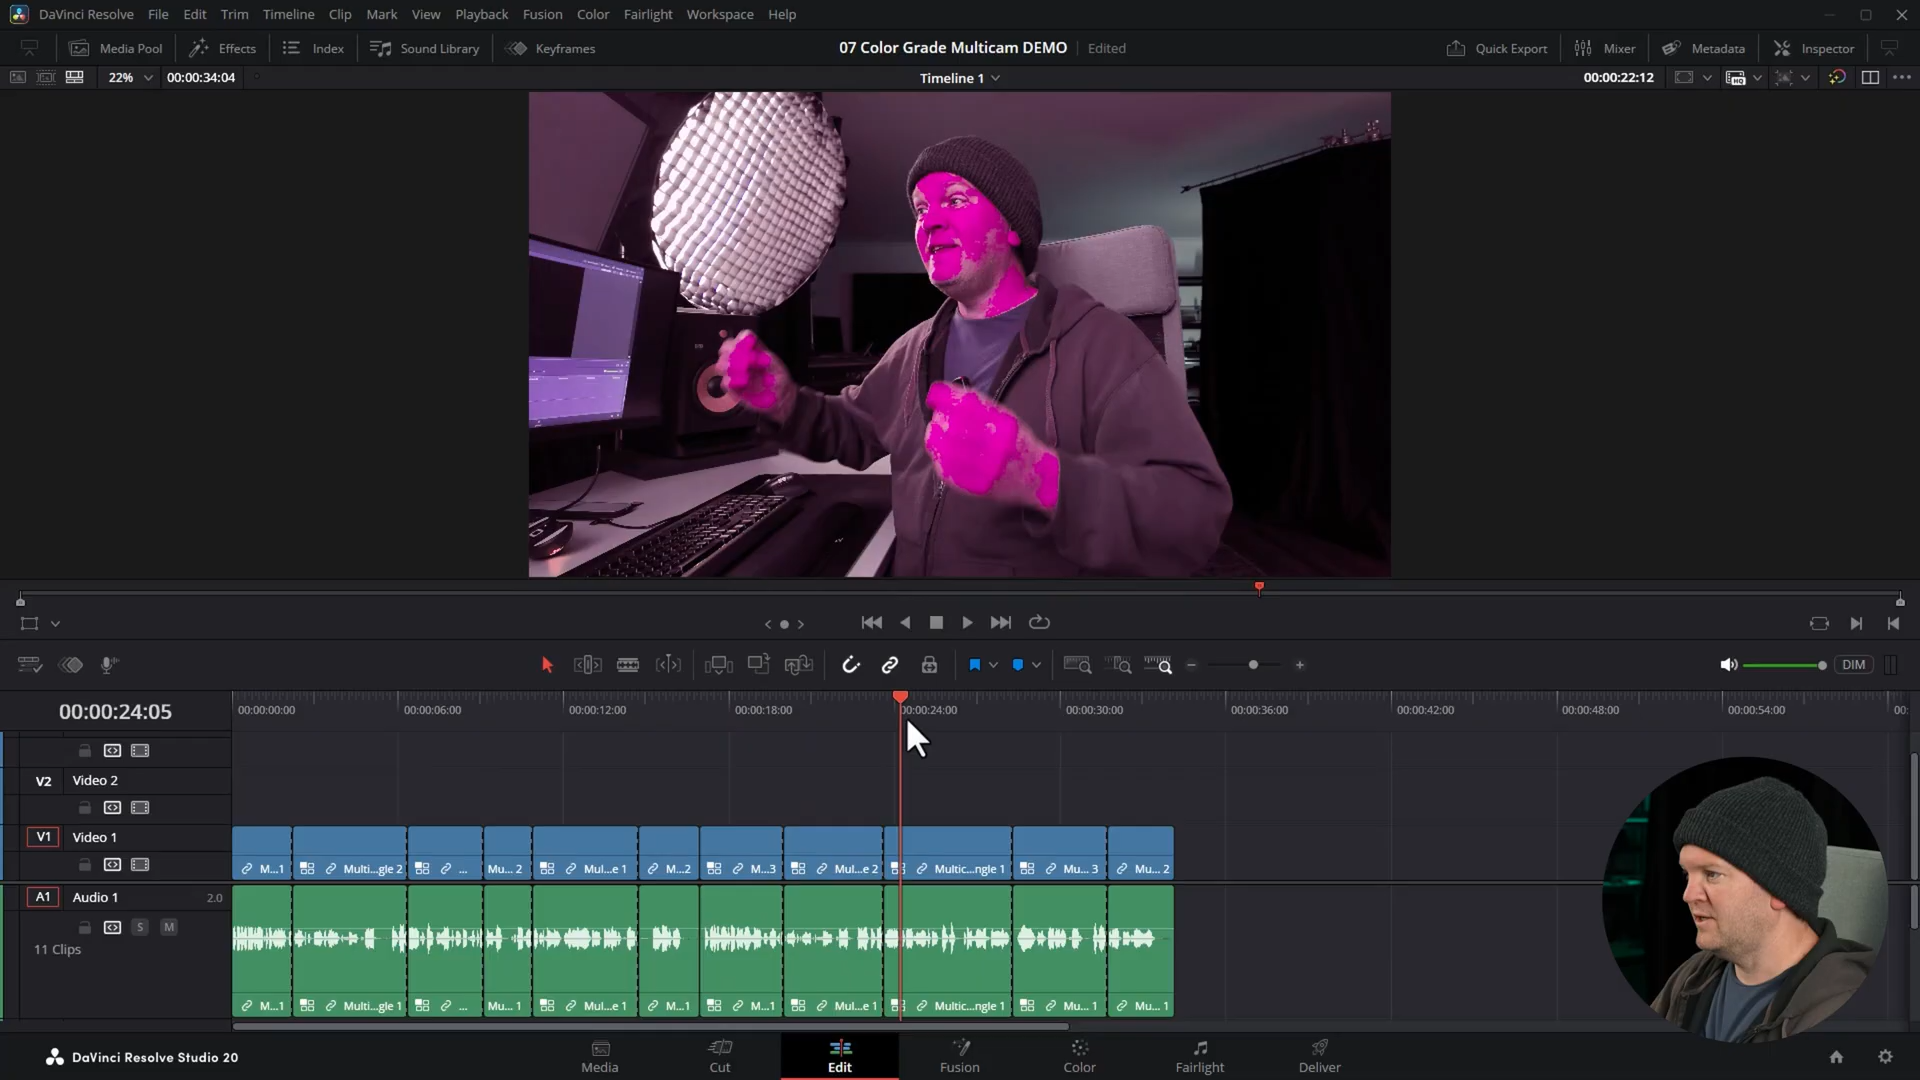 DaVinci Resolve File Edit Trim Timeline Clip Mark View Playback Fusion Color Fairlight Workspace Help
Media Pool Effects Index Sound Library Keyframes 07 Color Grade Multicam DEMO Edited Quick Export Mixer Metadata Inspector
22% 00:00:34:04 Timeline 1 00:00:22:12
DIM
00:00:24:05 00:00:00:00 00:00:06:00 00:00:12:00 00:00:18:00 00:00:24:00 00:00:30:00 00:00:36:00 00:00:42:00 00:00:48:00 00:00:54:00 00:
V2 Video 2
V1 Video 1
M...1 Multi...gle 2 ... Mu... 2 Mul...e 1 M...2 M...3 Mul...e 2 Multic...ngle 1 Mu... 3 Mu... 2
A1 Audio 1 2.0
S M
11 Clips
M...1 Multi...gle 1 ... Mu... 1 Mul...e 1 M...1 M...1 Mul...e 1 Multic...ngle 1 Mu... 1 Mu... 1
DaVinci Resolve Studio 20
Media Cut Edit Fusion Color Fairlight Deliver